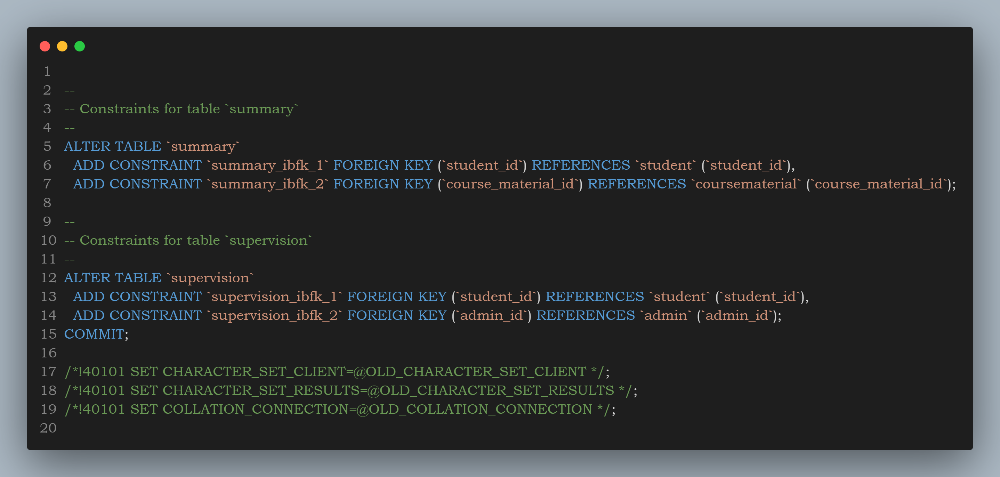 1
2 --
3 -- Constraints for table `summary`
4 --
5 ALTER TABLE `summary`
6   ADD CONSTRAINT `summary_ibfk_1` FOREIGN KEY (`student_id`) REFERENCES `student` (`student_id`),
7   ADD CONSTRAINT `summary_ibfk_2` FOREIGN KEY (`course_material_id`) REFERENCES `coursematerial` (`course_material_id`);
8
9 --
10 -- Constraints for table `supervision`
11 --
12 ALTER TABLE `supervision`
13   ADD CONSTRAINT `supervision_ibfk_1` FOREIGN KEY (`student_id`) REFERENCES `student` (`student_id`),
14   ADD CONSTRAINT `supervision_ibfk_2` FOREIGN KEY (`admin_id`) REFERENCES `admin` (`admin_id`);
15 COMMIT;
16
17 /*!40101 SET CHARACTER_SET_CLIENT=@OLD_CHARACTER_SET_CLIENT */;
18 /*!40101 SET CHARACTER_SET_RESULTS=@OLD_CHARACTER_SET_RESULTS */;
19 /*!40101 SET COLLATION_CONNECTION=@OLD_COLLATION_CONNECTION */;
20